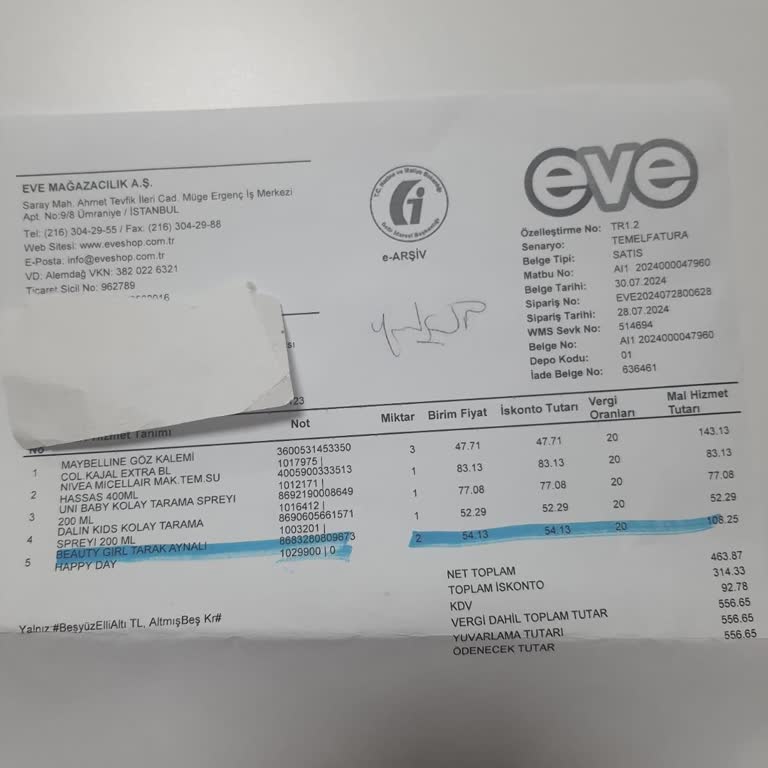 EVE MAĞAZACILIK A.Ş.
Saray Mah. Ahmet Tevfik İleri Cad. Müge Ergenç İş Merkezi
Apt. No:9/8 Ümraniye / İSTANBUL
Tel: (216) 304-29-55 / Fax. (216) 304-29-88
Web Sitesi: www.eveshop.com.tr
E-Posta: info@eveshop.com.tr
VD: Alemdağ VKN: 382 022 6321
Ticaret Sicil No: 962789
e-ARŞİV
eve
Özelleştirme No: TR1.2
Senaryo: TEMELFATURA
Belge Tipi: SATIS
Matbu No: AI1 2024000047960
Belge Tarihi: 30.07.2024
Sipariş No: EVE2024072800628
Sipariş Tarihi: 28.07.2024
WMS Sevk No: 514694
Belge No: AI1 2024000047960
Depo Kodu: 01
İade Belge No: 636461
No Hizmet Tanımı Not Miktar Birim Fiyat İskonto Tutarı Vergi Oranları Mal Hizmet Tutarı
1 MAYBELLINE GÖZ KALEMİ 3600531453350 3 47.71 47.71 20 143.13
COL.KAJAL EXTRA BL 1017975 |
2 NIVEA MICELLAIR MAK.TEM.SU 4005900333513 1 83.13 83.13 20 83.13
HASSAS 400ML 1012171 |
3 UNI BABY KOLAY TARAMA SPREYI 8692190008649 1 77.08 77.08 20 77.08
200 ML 1016412 |
4 DALIN KIDS KOLAY TARAMA 8690605661571 1 52.29 52.29 20 52.29
SPREYI 200 ML 1003201 |
5 BEAUTY GIRL TARAK AYNALI 8683280809873 2 54.13 54.13 20 108.25
HAPPY DAY 1029900 | 0
NET TOPLAM 463.87
TOPLAM İSKONTO 314.33
KDV 92.78
VERGİ DAHİL TOPLAM TUTAR 556.65
YUVARLAMA TUTARI 556.65
ÖDENECEK TUTAR 556.65
Yalnız #BeşyüzElliAltı TL, AltmışBeş Kr#